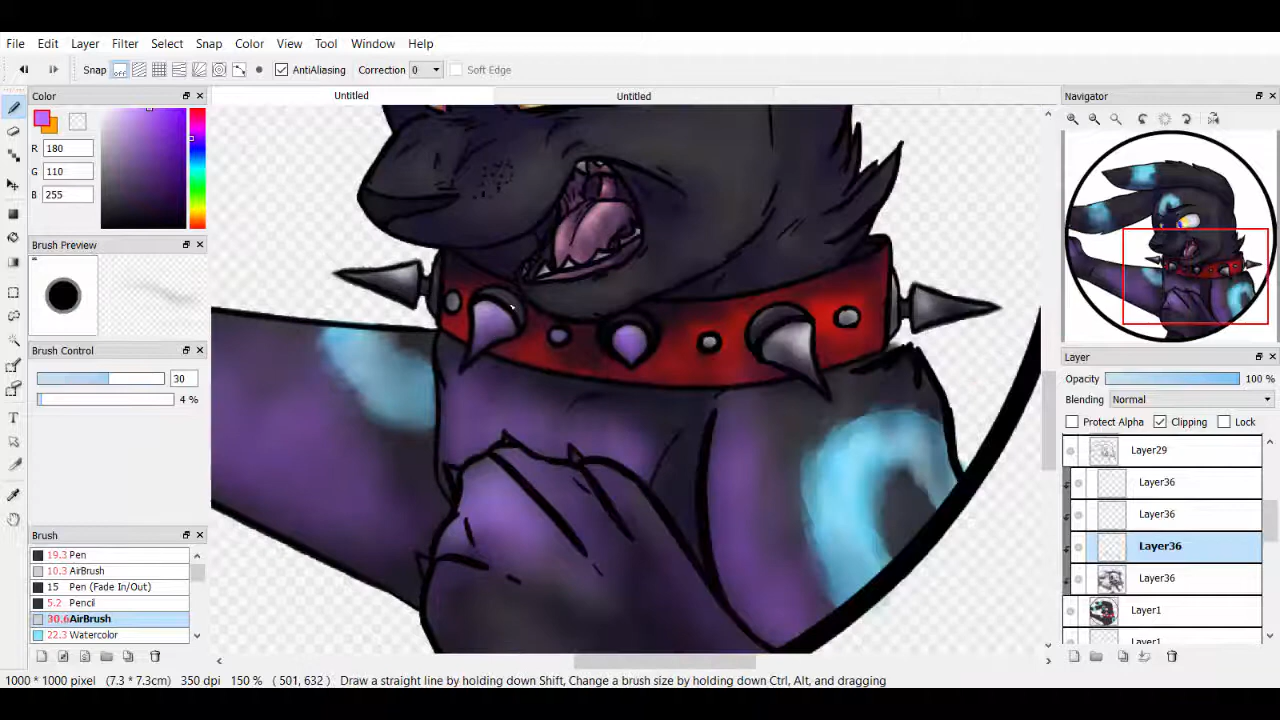 File Edit Layer Filter Select Snap Color View Tool Window Help
Snap off AntiAliasing Correction 0 Soft Edge
Color
Untitled Untitled
Navigator
R 180
G 110
B 255
Brush Preview
Brush Control
30
4 %
Layer
Opacity 100 %
Blending Normal
Protect Alpha Clipping Lock
Layer29
Layer36
Layer36
Layer36
Layer36
Layer1
Layer1
Brush
19.3 Pen
10.3 AirBrush
15 Pen (Fade In/Out)
5.2 Pencil
30.6 AirBrush
22.3 Watercolor
1000 * 1000 pixel (7.3 * 7.3cm) 350 dpi 150 % ( 501, 632 ) Draw a straight line by holding down Shift, Change a brush size by holding down Ctrl, Alt, and dragging